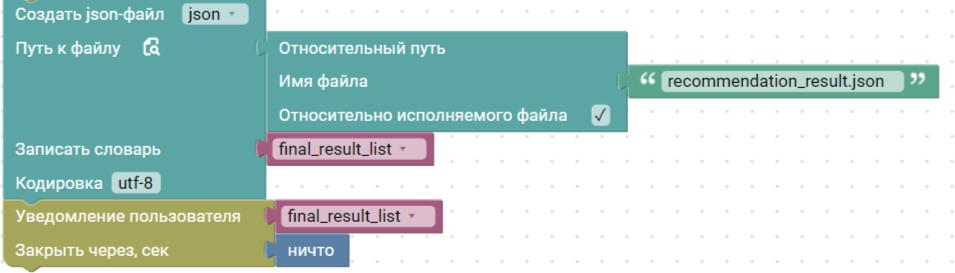 Создать json-файл json
Путь к файлу
Относительный путь
Имя файла “ recommendation_result.json ”
Относительно исполняемого файла ✓
Записать словарь final_result_list
Кодировка utf-8
Уведомление пользователя final_result_list
Закрыть через, сек ничто